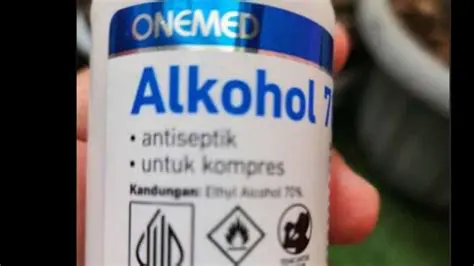 ONEMED
Alkohol 7
• antiseptik
• untuk kompres
Kandungan: Ethyl Alcohol 70%